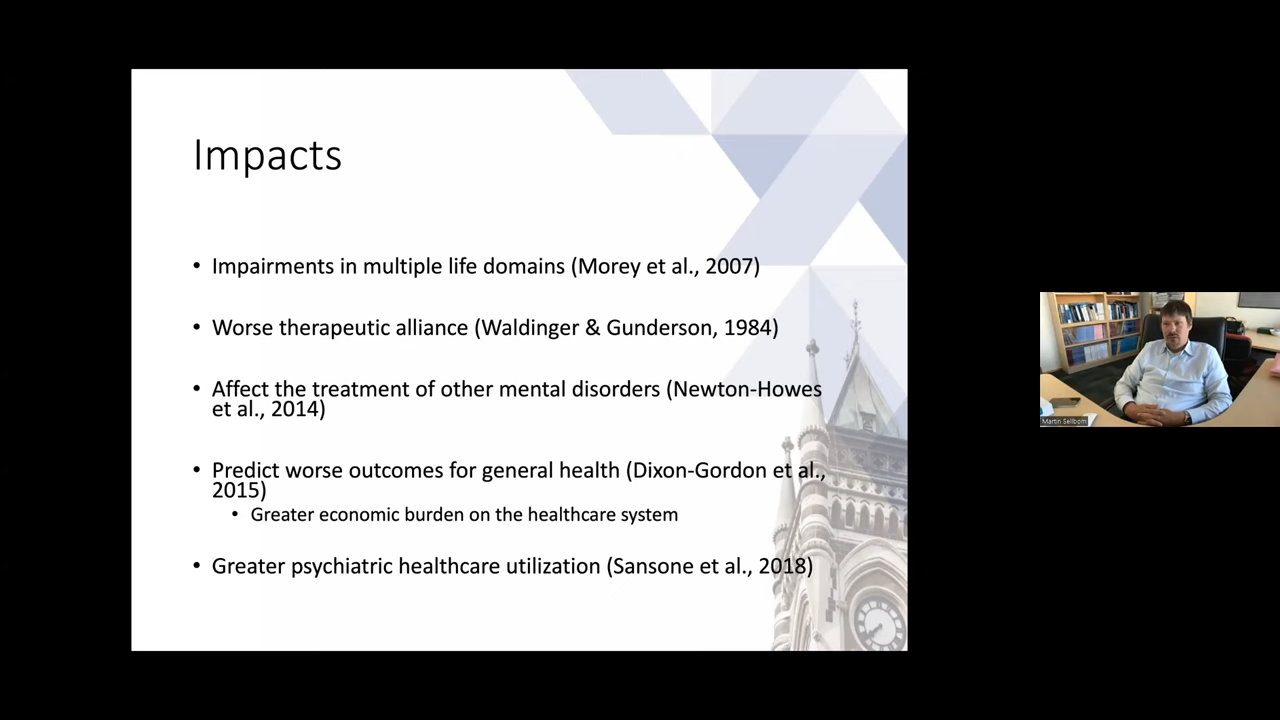 Impacts
• Impairments in multiple life domains (Morey et al., 2007)
• Worse therapeutic alliance (Waldinger & Gunderson, 1984)
• Affect the treatment of other mental disorders (Newton-Howes
et al., 2014)
• Predict worse outcomes for general health (Dixon-Gordon et al.,
2015)
• Greater economic burden on the healthcare system
• Greater psychiatric healthcare utilization (Sansone et al., 2018)
Martin Sellbom